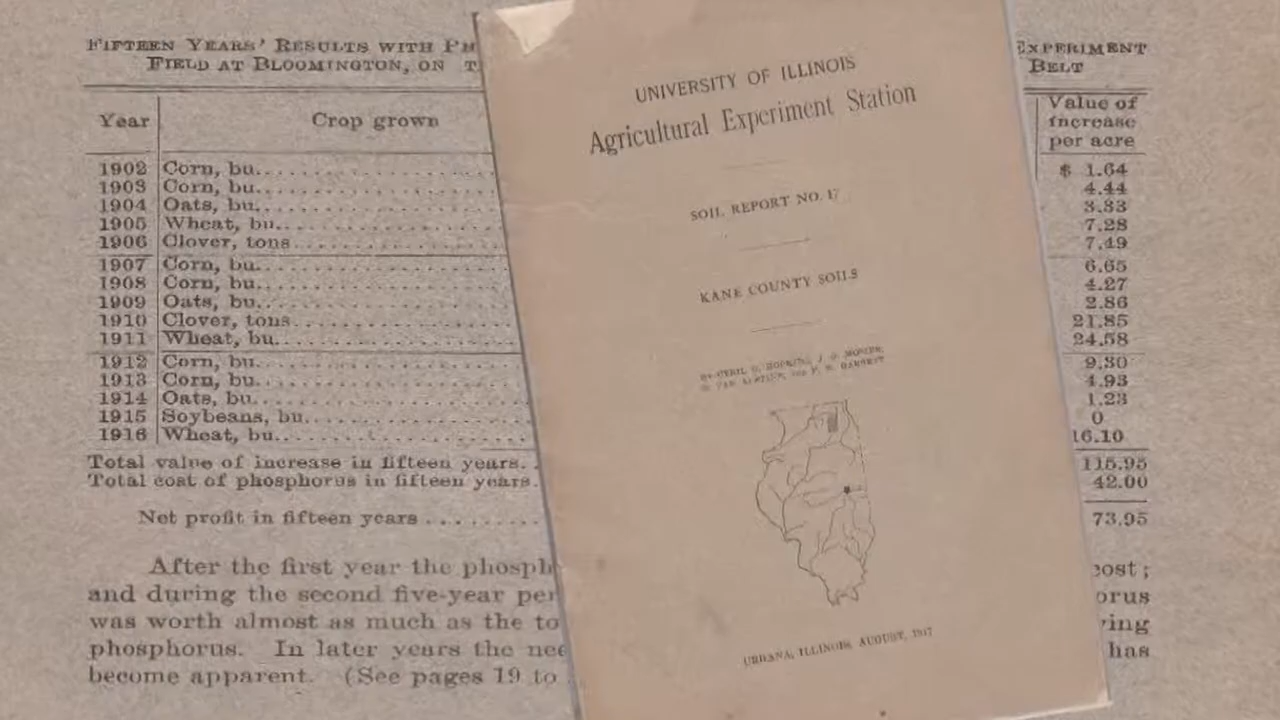 FIFTEEN YEARS' RESULTS WITH PH
EXPERIMENT
FIELD AT BLOOMINGTON, ON T
BELT
Year
Crop grown
Value of
increase
per acre
1902 Corn, bu. $ 1.64
1903 Corn, bu. 4.44
1904 Oats, bu. 3.33
1905 Wheat, bu. 7.28
1906 Clover, tons 7.49
1907 Corn, bu. 6.65
1908 Corn, bu. 4.27
1909 Oats, bu. 2.86
1910 Clover, tons 21.85
1911 Wheat, bu. 24.58
1912 Corn, bu. 9.30
1913 Corn, bu. 4.93
1914 Oats, bu. 1.23
1915 Soybeans, bu. 0
1916 Wheat, bu. 16.10
Total value of increase in fifteen years. 115.95
Total cost of phosphorus in fifteen years. 42.00
Net profit in fifteen years 73.95
After the first year the phosph
cost;
and during the second five-year per
orus
was worth almost as much as the to
ing
phosphorus. In later years the nee
has
become apparent. (See pages 19 to
UNIVERSITY OF ILLINOIS
Agricultural Experiment Station
SOIL REPORT NO. 17
KANE COUNTY SOILS
BY CYRIL G. HOPKINS, J. G. MOSIER,
URBANA, ILLINOIS, AUGUST, 1917